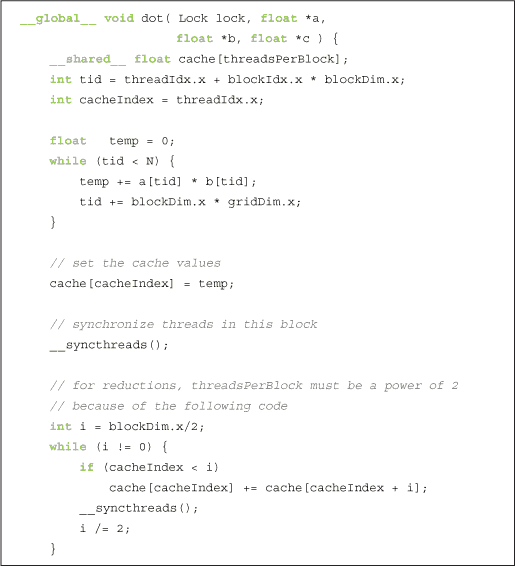 __global__ void dot( Lock lock, float *a,
float *b, float *c ) {
__shared__ float cache[threadsPerBlock];
int tid = threadIdx.x + blockIdx.x * blockDim.x;
int cacheIndex = threadIdx.x;
float temp = 0;
while (tid < N) {
temp += a[tid] * b[tid];
tid += blockDim.x * gridDim.x;
}
// set the cache values
cache[cacheIndex] = temp;
// synchronize threads in this block
__syncthreads();
// for reductions, threadsPerBlock must be a power of 2
// because of the following code
int i = blockDim.x/2;
while (i != 0) {
if (cacheIndex < i)
cache[cacheIndex] += cache[cacheIndex + i];
__syncthreads();
i /= 2;
}